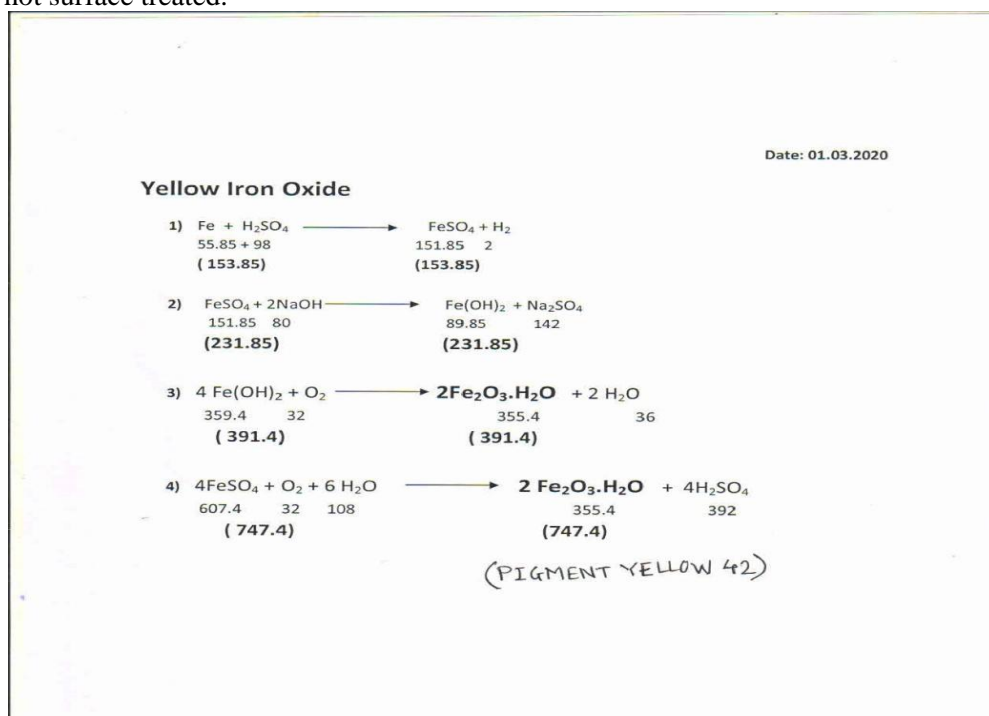 not surface treated.
Date: 01.03.2020
Yellow Iron Oxide
1) Fe + H₂SO₄ ⟶ FeSO₄ + H₂
55.85 + 98 151.85 2
( 153.85) (153.85)
2) FeSO₄ + 2NaOH ⟶ Fe(OH)₂ + Na₂SO₄
151.85 80 89.85 142
(231.85) (231.85)
3) 4 Fe(OH)₂ + O₂ ⟶ 2Fe₂O₃.H₂O + 2 H₂O
359.4 32 355.4 36
( 391.4) ( 391.4)
4) 4FeSO₄ + O₂ + 6 H₂O ⟶ 2 Fe₂O₃.H₂O + 4H₂SO₄
607.4 32 108 355.4 392
( 747.4) (747.4)
(PIGMENT YELLOW 42)